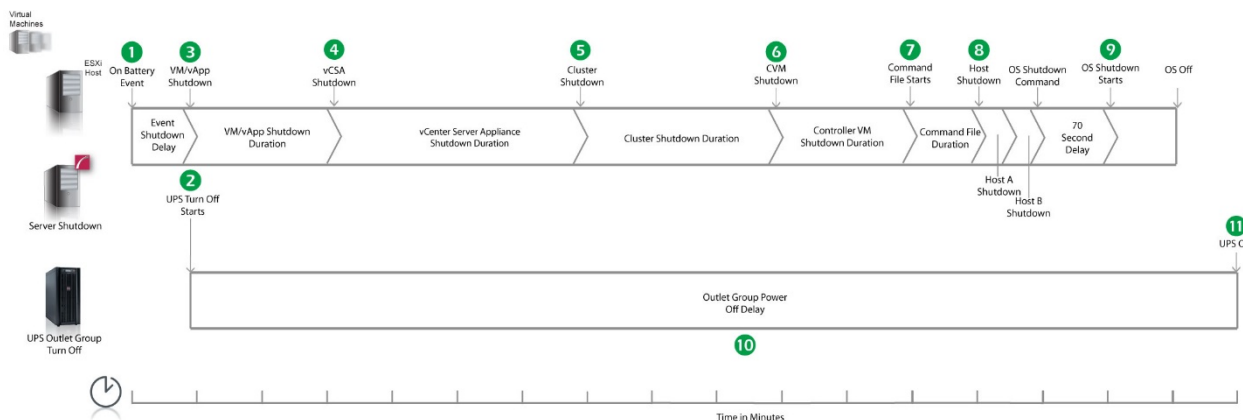 Virtual
Machines
ESXi
Host
1
On Battery
Event
3
VM/vApp
Shutdown
4
vCSA
Shutdown
5
Cluster
Shutdown
6
CVM
Shutdown
7
Command
File Starts
8
Host
Shutdown
OS Shutdown
Command
9
OS Shutdown
Starts
OS Off
Event
Shutdown
Delay
VM/vApp Shutdown
Duration
vCenter Server Appliance
Shutdown Duration
Cluster Shutdown Duration
Controller VM
Shutdown Duration
Command File
Duration
70
Second
Delay
Host A
Shutdown
Host B
Shutdown
Server Shutdown
2
UPS Turn Off
Starts
11
UPS O
Outlet Group Power
Off Delay
10
UPS Outlet Group
Turn Off
Time in Minutes